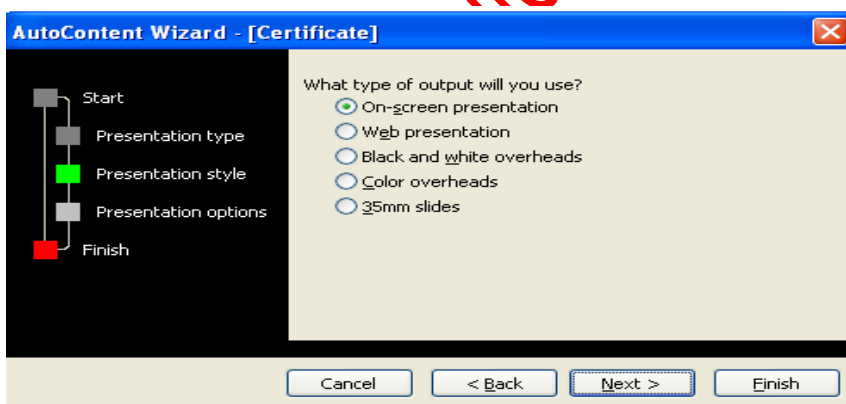 AutoContent Wizard - [Certificate]
Start
Presentation type
Presentation style
Presentation options
Finish
What type of output will you use?
On-screen presentation
Web presentation
Black and white overheads
Color overheads
35mm slides
Cancel
< Back
Next >
Finish